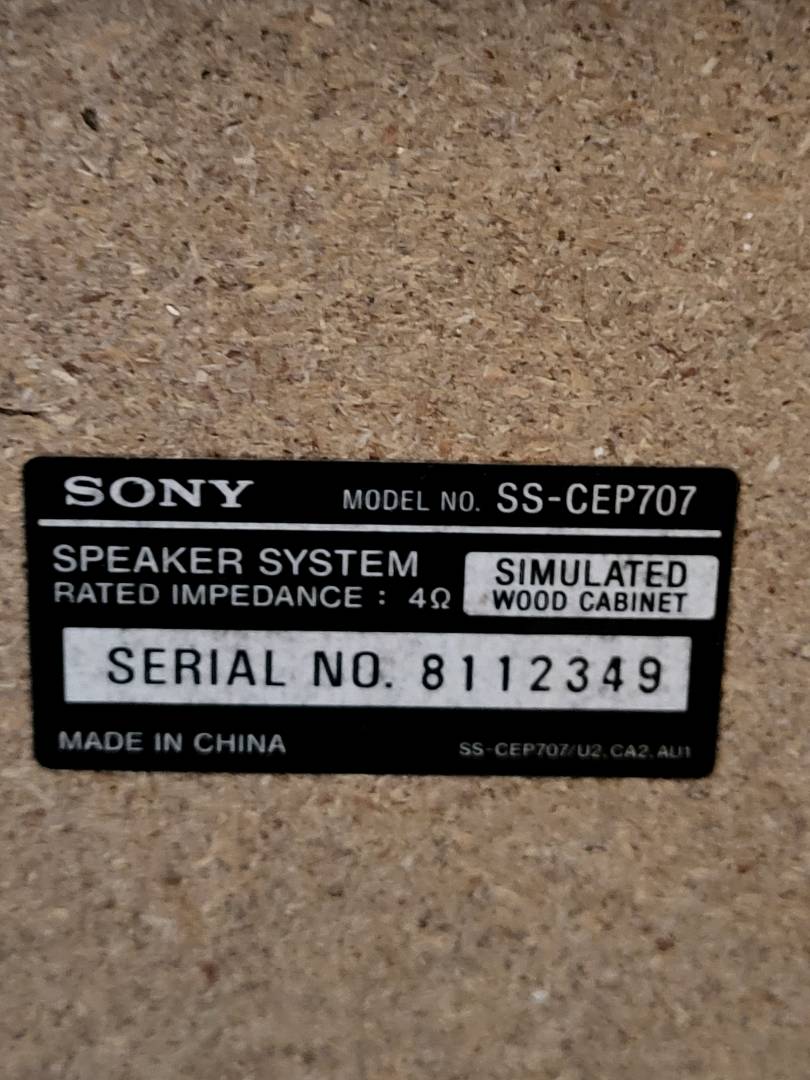 SONY MODEL NO. SS-CEP707
SPEAKER SYSTEM
RATED IMPEDANCE : 4Ω
SIMULATED
WOOD CABINET
SERIAL NO. 8112349
MADE IN CHINA SS-CEP707/U2, CA2, AU1